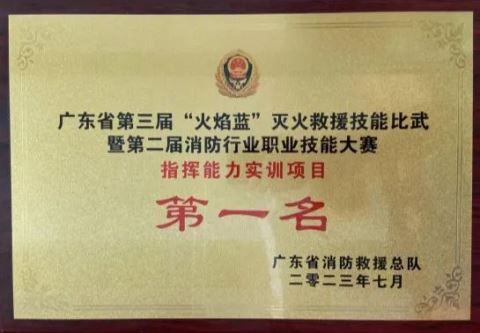 广东省第三届“火焰蓝”灭火救援技能比武
暨第二届消防行业职业技能大赛
指挥能力实训项目
第一名
广东省消防救援总队
二〇二三年七月